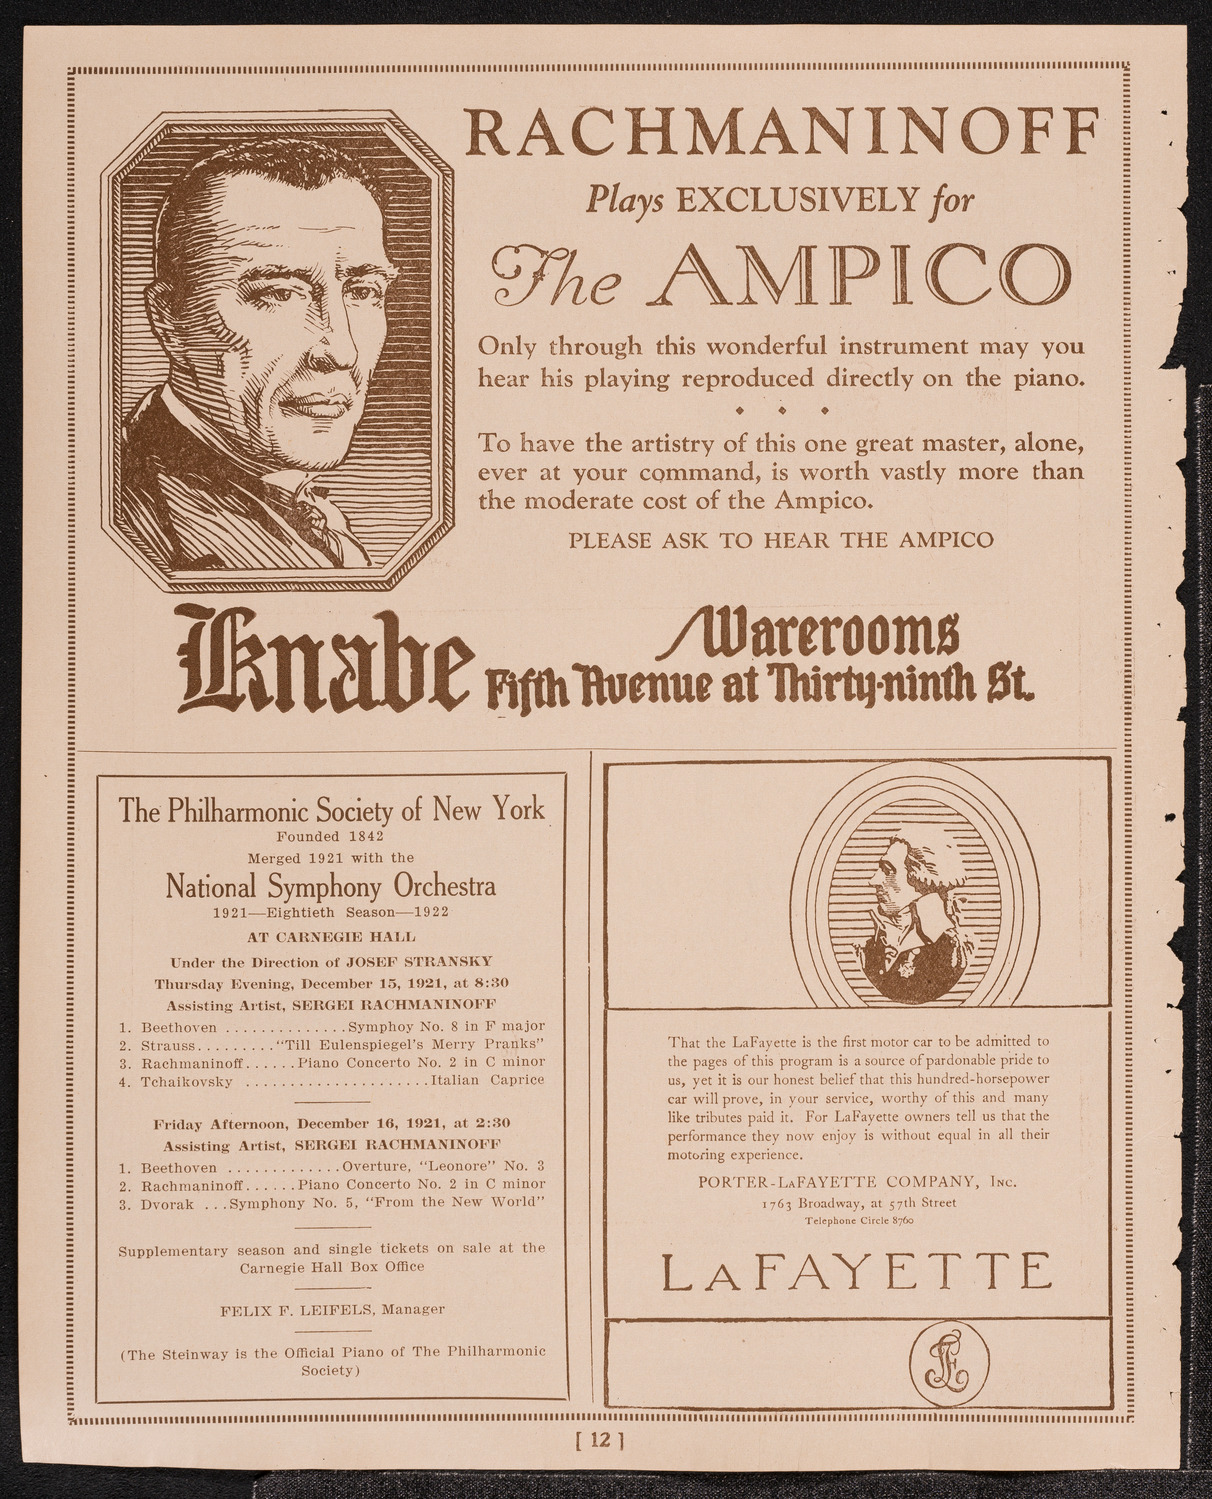 RACHMANINOFF
Plays EXCLUSIVELY for
The AMPICO
Only through this wonderful instrument may you
hear his playing reproduced directly on the piano.
To have the artistry of this one great master, alone,
ever at your command, is worth vastly more than
the moderate cost of the Ampico.
PLEASE ASK TO HEAR THE AMPICO
Knabe
Warerooms
Fifth Avenue at Thirty-ninth St.
The Philharmonic Society of New York
Founded 1842
Merged 1921 with the
National Symphony Orchestra
1921—Eightieth Season—1922
AT CARNEGIE HALL
Under the Direction of JOSEF STRANSKY
Thursday Evening, December 15, 1921, at 8:30
Assisting Artist, SERGEI RACHMANINOFF
1. Beethoven ..............Symphoy No. 8 in F major
2. Strauss........."Till Eulenspiegel's Merry Pranks"
3. Rachmaninoff......Piano Concerto No. 2 in C minor
4. Tchaikovsky .....................Italian Caprice
Friday Afternoon, December 16, 1921, at 2:30
Assisting Artist, SERGEI RACHMANINOFF
1. Beethoven .............Overture, "Leonore" No. 3
2. Rachmaninoff......Piano Concerto No. 2 in C minor
3. Dvorak ...Symphony No. 5, "From the New World"
Supplementary season and single tickets on sale at the
Carnegie Hall Box Office
FELIX F. LEIFELS, Manager
(The Steinway is the Official Piano of The Philharmonic
Society)
That the LaFayette is the first motor car to be admitted to
the pages of this program is a source of pardonable pride to
us, yet it is our honest belief that this hundred-horsepower
car will prove, in your service, worthy of this and many
like tributes paid it. For LaFayette owners tell us that the
performance they now enjoy is without equal in all their
motoring experience.
PORTER-LAFAYETTE COMPANY, INC.
1763 Broadway, at 57th Street
Telephone Circle 8760
LAFAYETTE
[ 12 ]